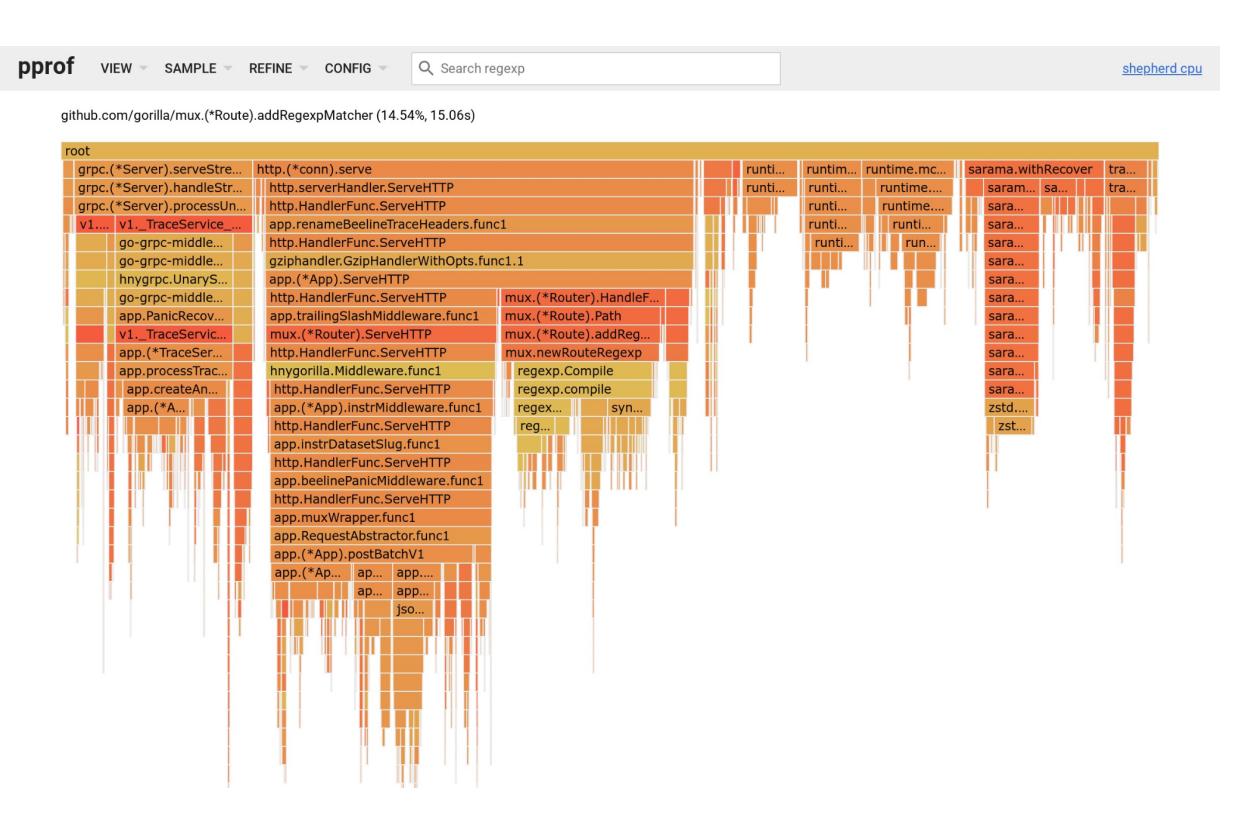 pprof VIEW SAMPLE REFINE CONFIG Search regexp shepherd cpu
github.com/gorilla/mux.(*Route).addRegexpMatcher (14.54%, 15.06s)
root
grpc.(*Server).serveStre... http.(*conn).serve runti... runtim... runtime.mc... sarama.withRecover tra...
grpc.(*Server).handleStr... http.serverHandler.ServeHTTP runti... runti... runtime.... saram... sa... tra...
grpc.(*Server).processUn... http.HandlerFunc.ServeHTTP runti... runtime.... sara...
v1.... v1._TraceService_... app.renameBeelineTraceHeaders.func1 runti... runti... sara...
go-grpc-middle... http.HandlerFunc.ServeHTTP runti... run... sara...
go-grpc-middle... gziphandler.GzipHandlerWithOpts.func1.1 sara...
hnygrpc.UnaryS... app.(*App).ServeHTTP sara...
go-grpc-middle... http.HandlerFunc.ServeHTTP mux.(*Router).HandleF... sara...
app.PanicRecov... app.trailingSlashMiddleware.func1 mux.(*Route).Path sara...
v1._TraceServic... mux.(*Router).ServeHTTP mux.(*Route).addReg... sara...
app.(*TraceSer... http.HandlerFunc.ServeHTTP mux.newRouteRegexp sara...
app.processTrac... hnygorilla.Middleware.func1 regexp.Compile sara...
app.createAn... http.HandlerFunc.ServeHTTP regexp.compile sara...
app.(*A... app.(*App).instrMiddleware.func1 regex... syn... zstd....
http.HandlerFunc.ServeHTTP reg... zst...
app.instrDatasetSlug.func1
http.HandlerFunc.ServeHTTP
app.beelinePanicMiddleware.func1
http.HandlerFunc.ServeHTTP
app.muxWrapper.func1
app.RequestAbstractor.func1
app.(*App).postBatchV1
app.(*Ap... ap... app....
ap... app...
jso...